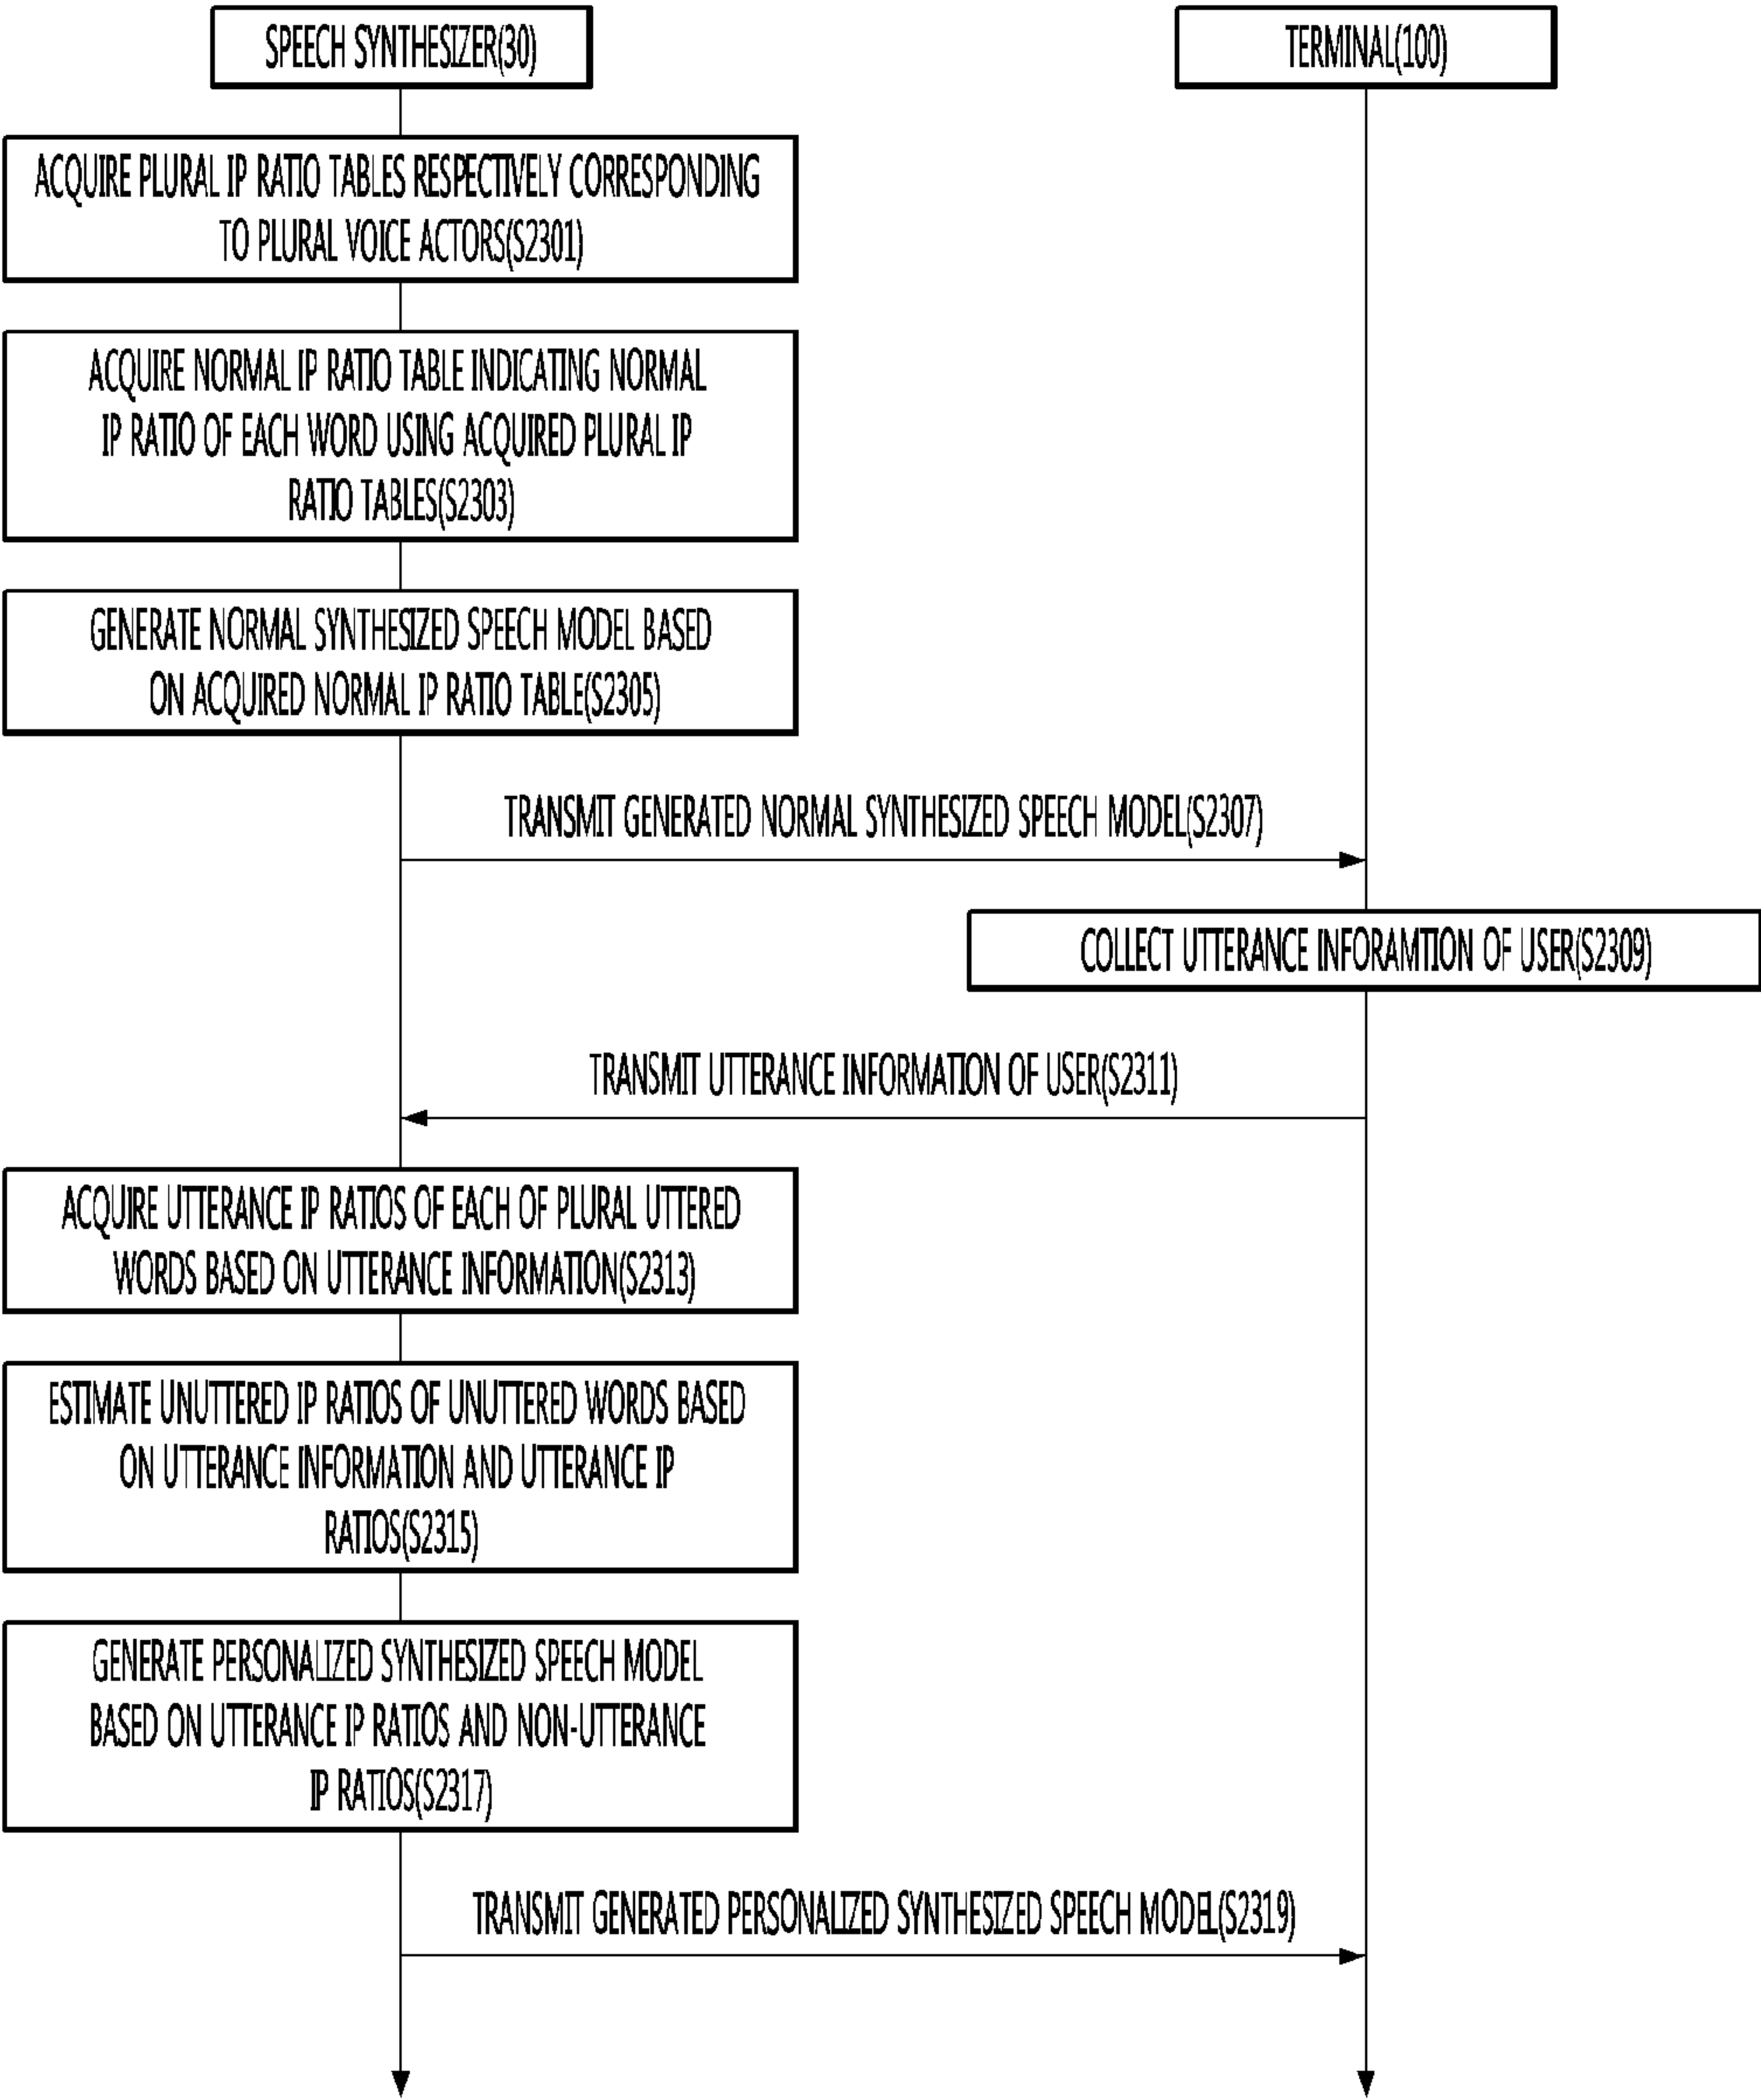 SPEECH SYNTHESIZER(30)
TERMINAL(100)
ACQUIRE PLURAL IP RATIO TABLES RESPECTIVELY CORRESPONDING
TO PLURAL VOICE ACTORS(S2301)
ACQUIRE NORMAL IP RATIO TABLE INDICATING NORMAL
IP RATIO OF EACH WORD USING ACQUIRED PLURAL IP
RATIO TABLES(S2303)
GENERATE NORMAL SYNTHESIZED SPEECH MODEL BASED
ON ACQUIRED NORMAL IP RATIO TABLE(S2305)
TRANSMIT GENERATED NORMAL SYNTHESIZED SPEECH MODEL(S2307)
COLLECT UTTERANCE INFORAMTION OF USER(S2309)
TRANSMIT UTTERANCE INFORMATION OF USER(S2311)
ACQUIRE UTTERANCE IP RATIOS OF EACH OF PLURAL UTTERED
WORDS BASED ON UTTERANCE INFORMATION(S2313)
ESTIMATE UNUTTERED IP RATIOS OF UNUTTERED WORDS BASED
ON UTTERANCE INFORMATION AND UTTERANCE IP
RATIOS(S2315)
GENERATE PERSONALIZED SYNTHESIZED SPEECH MODEL
BASED ON UTTERANCE IP RATIOS AND NON-UTTERANCE
IP RATIOS(S2317)
TRANSMIT GENERATED PERSONALIZED SYNTHESIZED SPEECH MODEL(S2319)